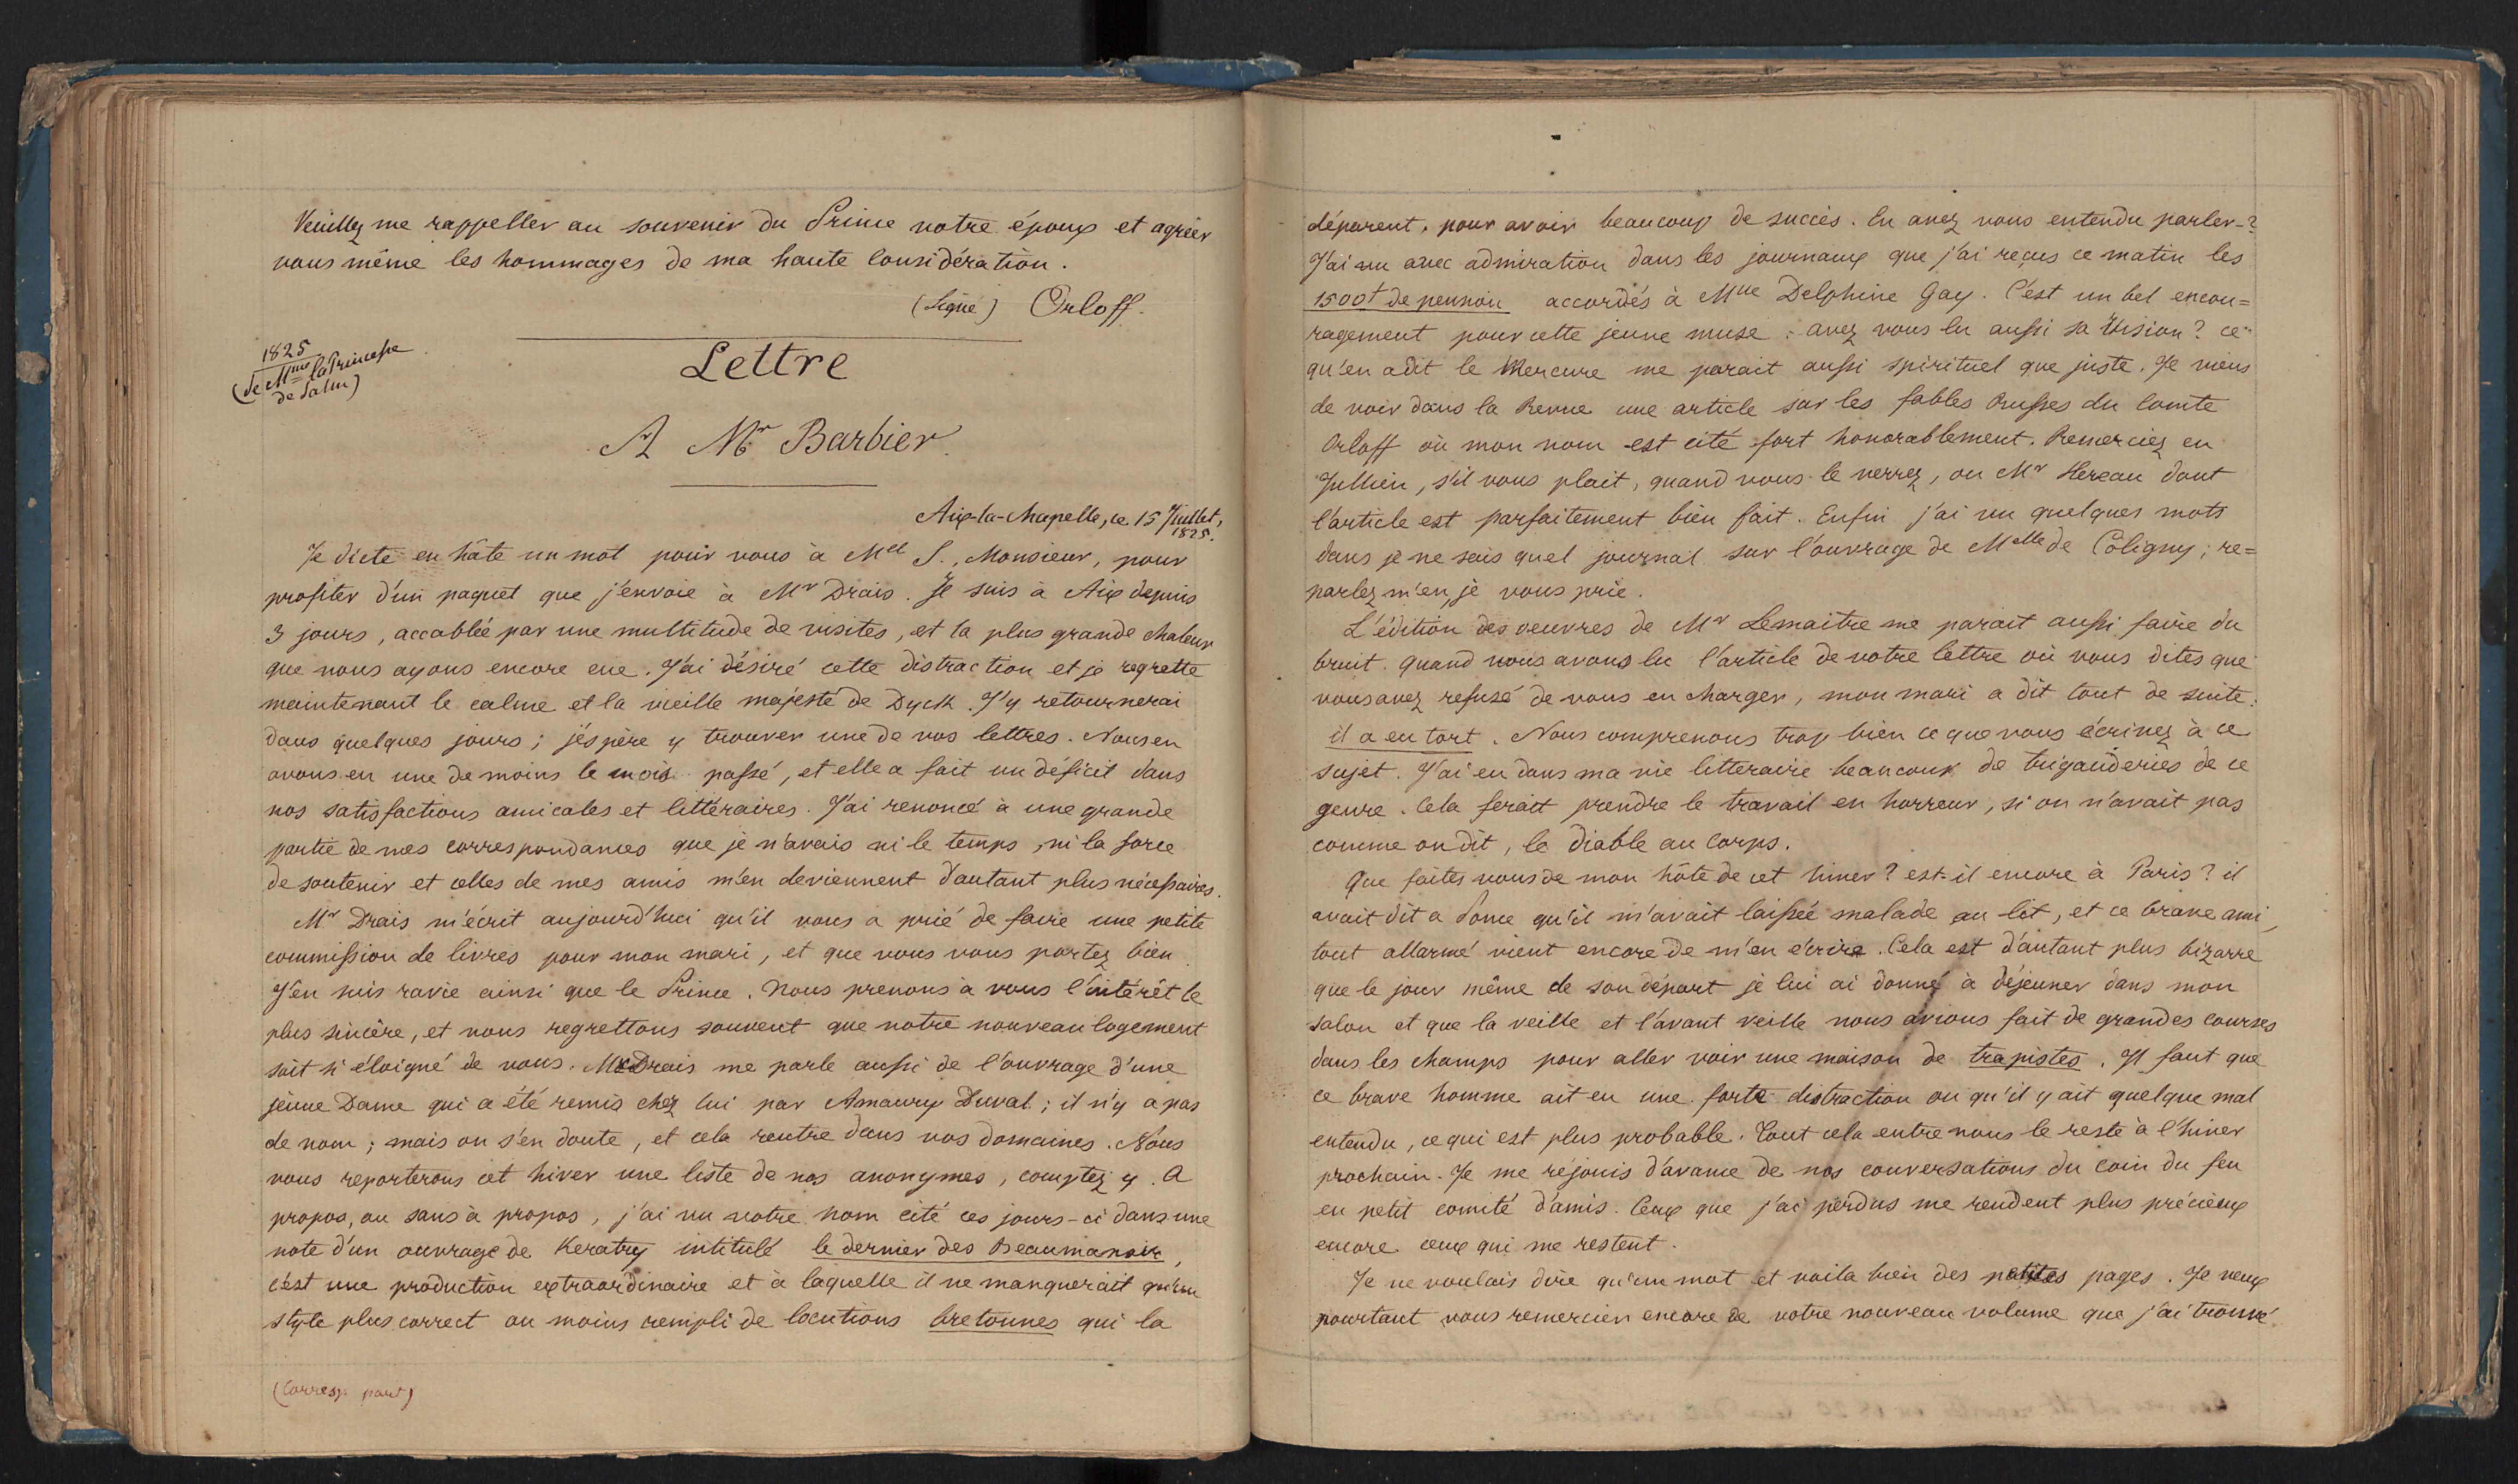 Veuillez me rappeller au souvenir du Prince votre époux et agréer
vous même les hommages de ma haute considération.
(Signé) Orloff.
1825
(de Mme la Princesse
de Salm)
Lettre
A Mr Barbier.
Aix-la-chapelle, ce 15 Juillet,
1825.
Je dicte en hâte un mot pour vous à Mel S., Monsieur, pour
profiter d'un paquet que j'envoie à Mr Drais. Je suis à Aix depuis
3 jours, accablée par une multitude de visites, et la plus grande chaleur
que nous ayons encore eue. J'ai désiré cette distraction et je regrette
maintenant le calme et la vieille majesté de Dyck. J'y retournerai
dans quelques jours; j'éspère y trouver une de vos lettres. Nous en
avons eu une de moins le mois passé, et elle a fait un déficit dans
nos satisfactions amicales et littéraires. J'ai renoncé à une grande
partie de mes correspondances que je n'avais ni le temps, ni la force
de soutenir et celles de mes amis m'en deviennent d'autant plus nécessaires.
Mr Drais m'écrit aujourd'hui qu'il vous a prié de faire une petite
commission de livres pour mon mari, et que vous vous portez bien.
J'en suis ravie ainsi que le Prince. Nous prenons à vous l'intérêt le
plus sincère, et nous regrettons souvent que notre nouveau logement
soit si éloigné de vous. Mr Drais me parle aussi de l'ouvrage d'une
jeune Dame qui a été remis chez lui par Amaury Duval; il n'y a pas
de nom; mais on s'en doute, et cela rentre dans vos domaines. Nous
vous reporterons cet hiver une liste de nos anonymes, comptez y. A
propos, ou sans à propos, j'ai vu votre nom cité ces jours-ci dans une
note d'un ouvrage de Keratry intitulé le dernier des Beaumanoir,
c'est une production extraordinaire et à laquelle il ne manquerait qu'un
style plus correct ou moins rempli de locutions bretonnes qui la
(Corresp. part)
déparent, pour avoir beaucoup de succès. En avez vous entendu parler-?
J'ai vu avec admiration dans les journaux que j'ai reçus ce matin les
1500f de pension accordés à Mlle Delphine Gay. C'est un bel encou=
ragement pour cette jeune muse: avez vous lu aussi sa Vision? ce
qu'en a dit le Mercure me parait aussi spirituel que juste. Je viens
de voir dans la Revue une article sur les fables Russes du Comte
Orloff où mon nom est cité fort honorablement. Remerciez en
Jullien, s'il vous plait, quand vous le verrez, ou Mr Hereau dont
l'article est parfaitement bien fait. Enfin j'ai vu quelques mots
dans je ne sais quel journal sur l'ouvrage de Melle de Coligny; re=
parlez m'en, je vous prie.
L'édition des oeuvres de Mr Lemaitre me parait aussi faire du
bruit. Quand nous avons lu l'article de votre lettre où vous dites que
vous avez refusé de vous en charger, mon mari a dit tout de suite:
il a eu tort. Nous comprenons trop bien ce que vous écrivez à ce
sujet. J'ai eu dans ma vie litteraire beaucoup de trigauderies de ce
genre. Cela ferait prendre le travail en horreur, si on n'avait pas
comme on dit, le diable au Corps.
Que faites vous de mon hôte de cet hiver? est-il encore à Paris? il
avait dit a Ponce qu'il m'avait laissée malade au lit, et ce brave ami,
tout allarmé vient encore de m'en écrire. Cela est d'autant plus bizarre
que le jour même de son départ je lui ai donné à déjeuner dans mon
salon et que la veille et l'avant veille nous avions fait de grandes courses
dans les champs pour aller voir une maison de trapistes. Il faut que
ce brave homme ait eu une forte distraction ou qu'il y ait quelque mal
entendu, ce qui est plus probable. Tout cela entre nous le reste à l'hiver
prochain. Je me réjouis d'avance de nos conversations du coin du feu
en petit comité d'amis. Ceux que j'ai perdus me rendent plus précieux
encore ceux qui me restent.
Je ne voulais dire qu'un mot et voila bien des petites pages. Je veux
pourtant vous remercier encore de votre nouveau volume que j'ai trouvé